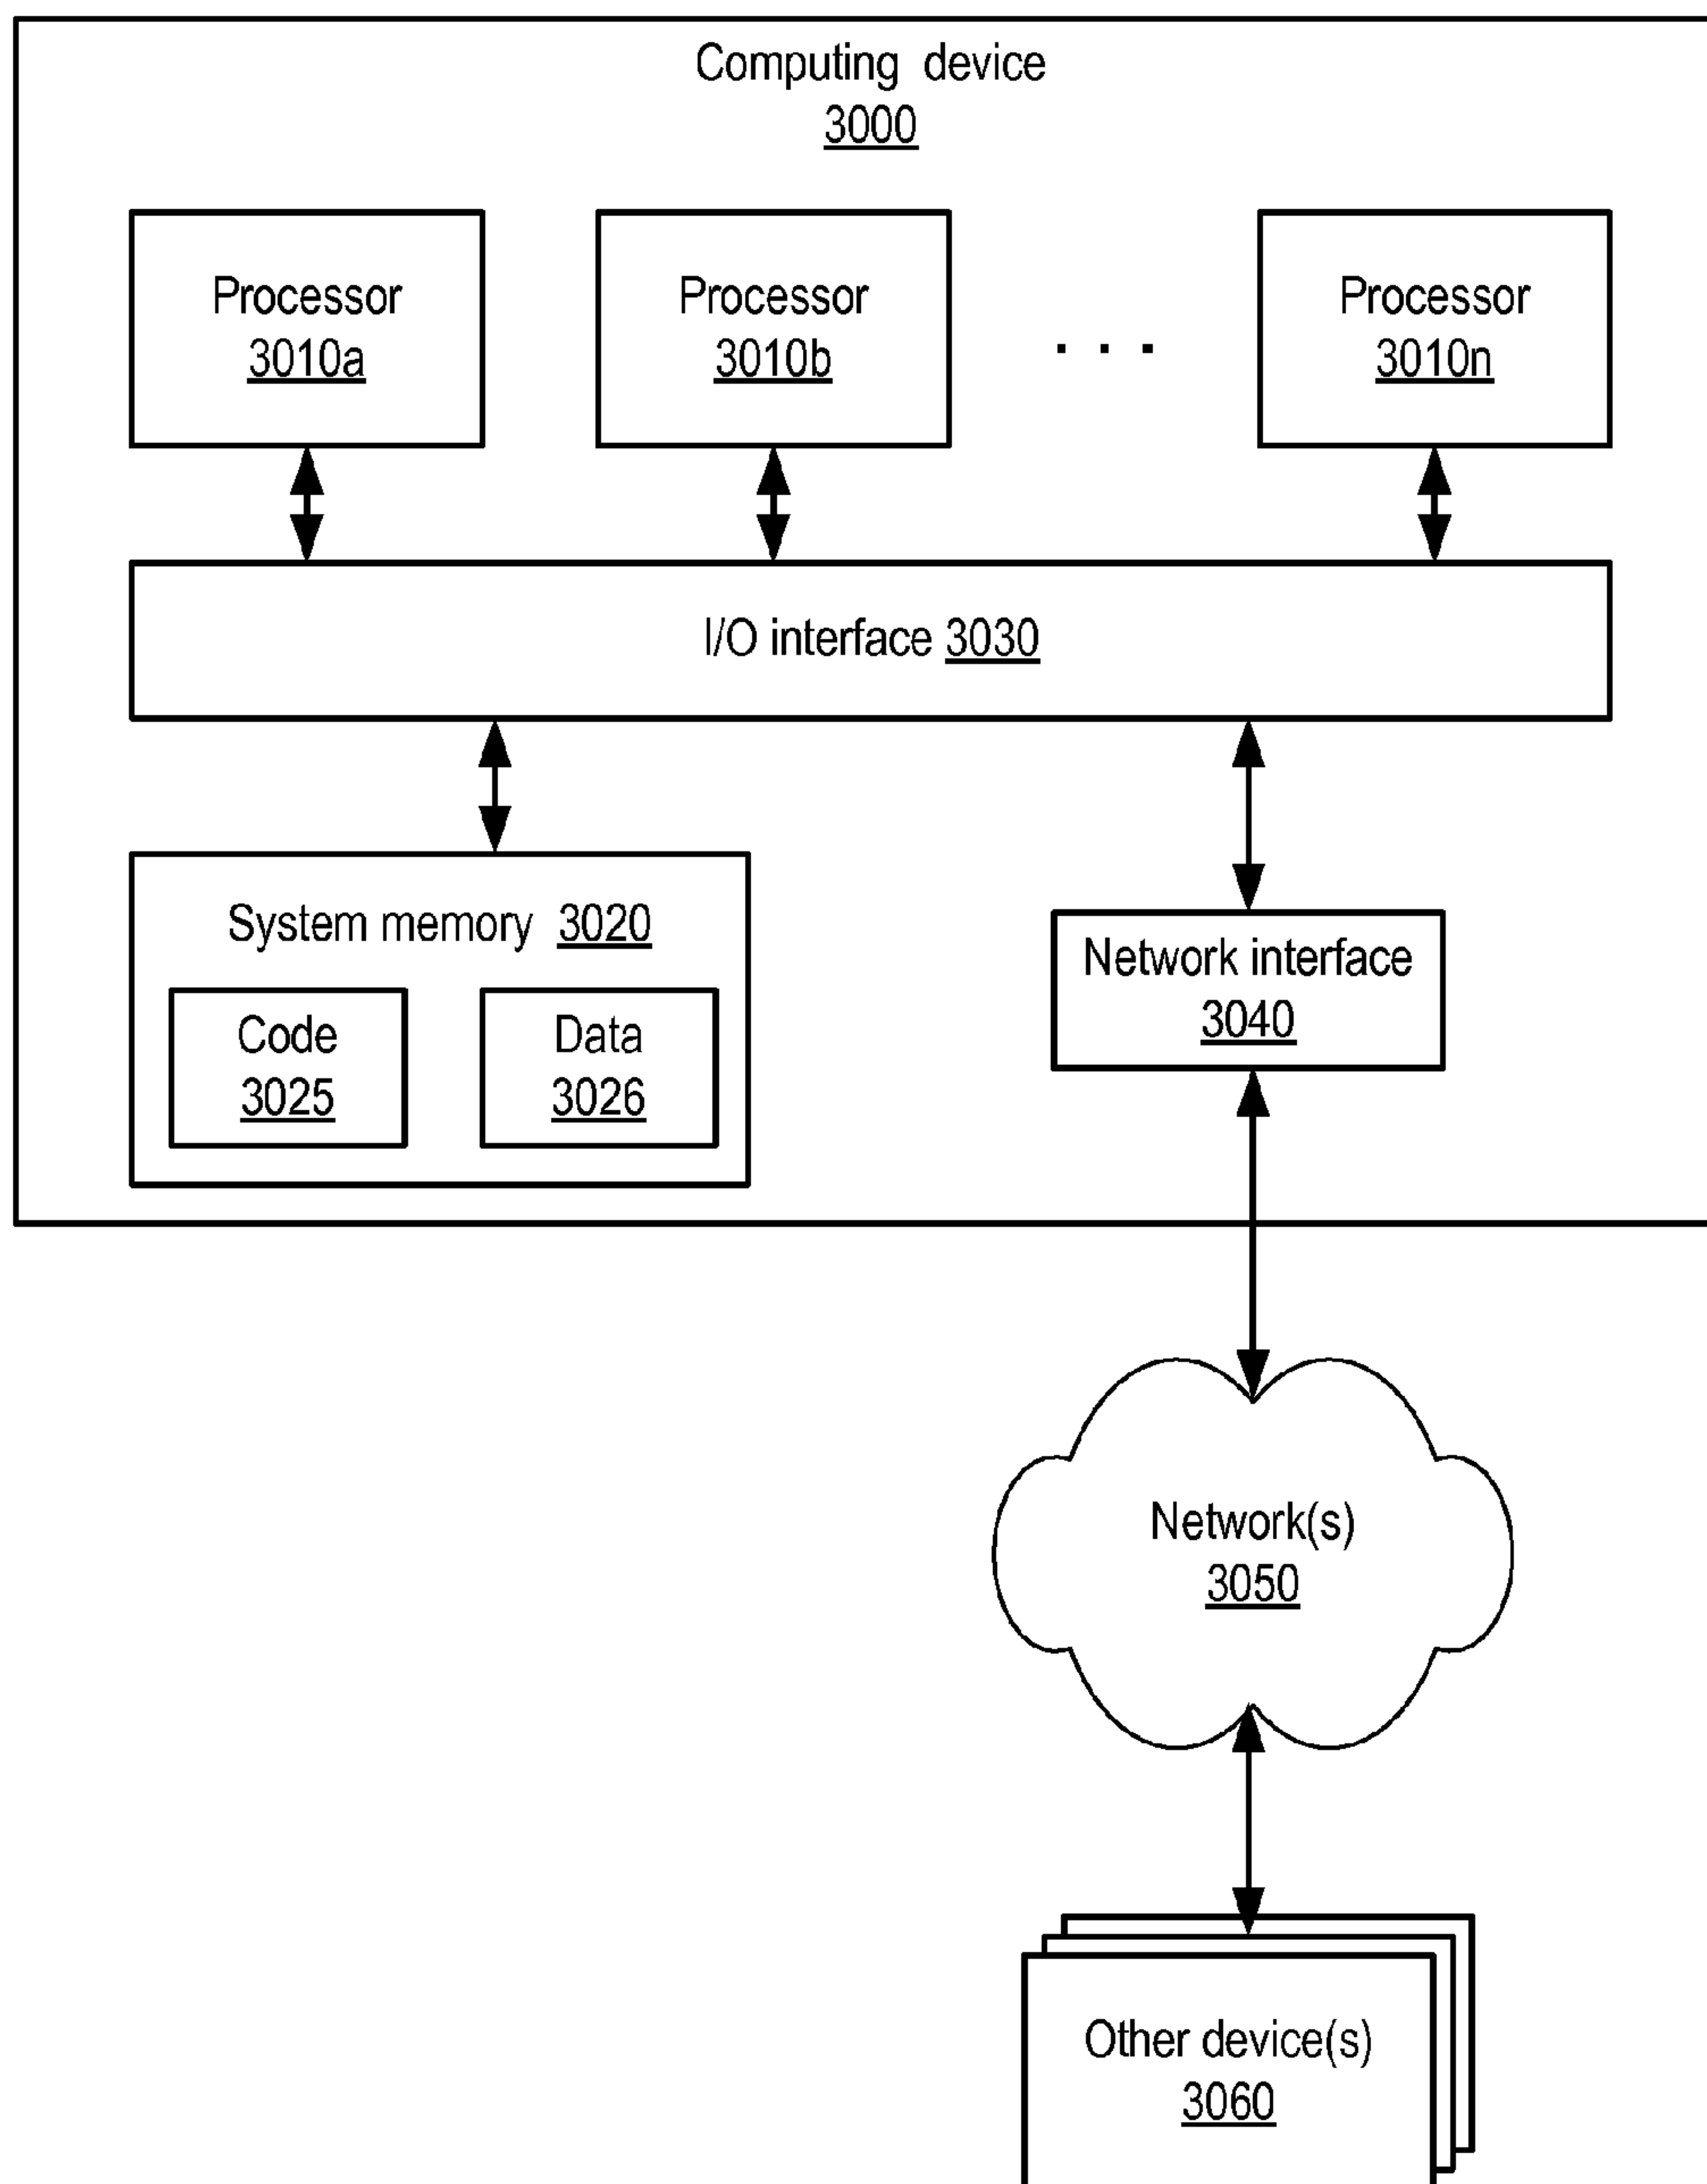 Computing device
3000
Processor
3010a
Processor
3010b
. . .
Processor
3010n
I/O interface 3030
System memory 3020
Code
3025
Data
3026
Network interface
3040
Network(s)
3050
Other device(s)
3060